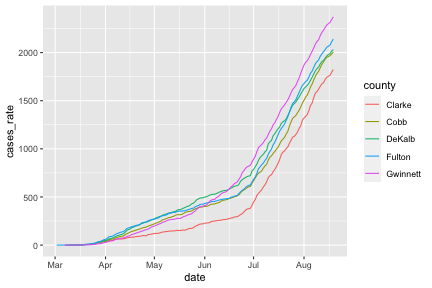 2000
1500
1000
500
0
cases_rate
Mar Apr May Jun Jul Aug
date
county
Clarke
Cobb
DeKalb
Fulton
Gwinnett